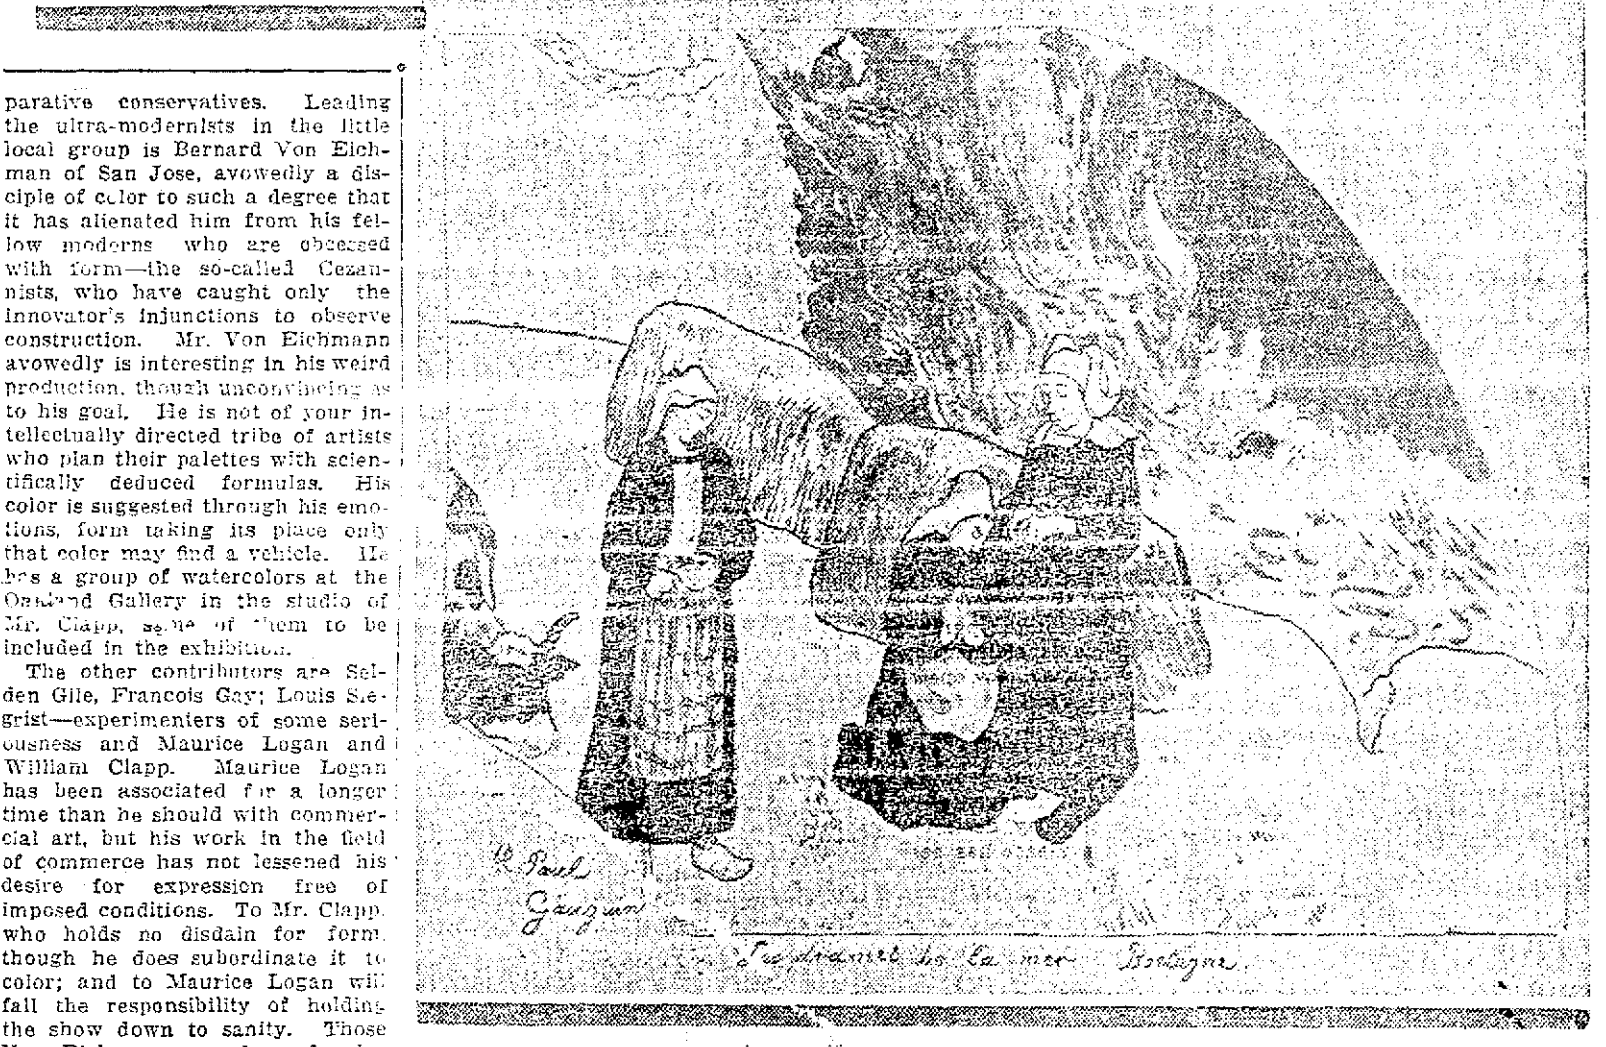 parative conservatives. Leading
the ultra-modernists in the little
local group is Bernard Von Eich-
man of San Jose, avowedly a dis-
ciple of color to such a degree that
it has alienated him from his fel-
low moderns who are obsessed
with form—the so-called Cezan-
nists, who have caught only the
innovator's injunctions to observe
construction. Mr. Von Eichmann
avowedly is interesting in his weird
production, though unconvincing as
to his goal. He is not of your in-
tellectually directed tribe of artists
who plan their palettes with scien-
tifically deduced formulas. His
color is suggested through his emo-
tions, form taking its place only
that color may find a vehicle. He
has a group of watercolors at the
Oakland Gallery in the studio of
Mr. Clapp, some of them to be
included in the exhibition.
The other contributors are Sel-
den Gile, Francois Gay; Louis Sie-
grist—experimenters of some seri-
ousness and Maurice Logan and
William Clapp. Maurice Logan
has been associated for a longer
time than he should with commer-
cial art, but his work in the field
of commerce has not lessened his
desire for expression free of
imposed conditions. To Mr. Clapp,
who holds no disdain for form,
though he does subordinate it to
color; and to Maurice Logan will
fall the responsibility of holding
the show down to sanity. Those
Paul
Gauguin
Les drames de la mer Bretagne